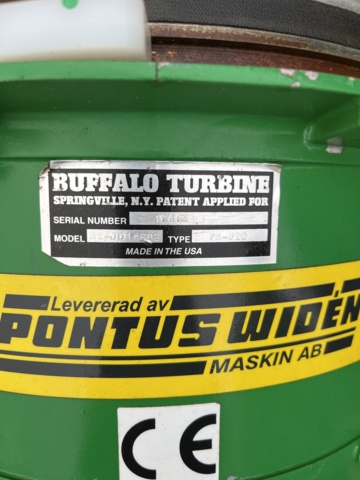 BUFFALO TURBINE
SPRINGVILLE, N.Y. PATENT APPLIED FOR
SERIAL NUMBER
MODEL TYPE
MADE IN THE USA
Levererad av
PONTUS WIDÉN
MASKIN AB
CE